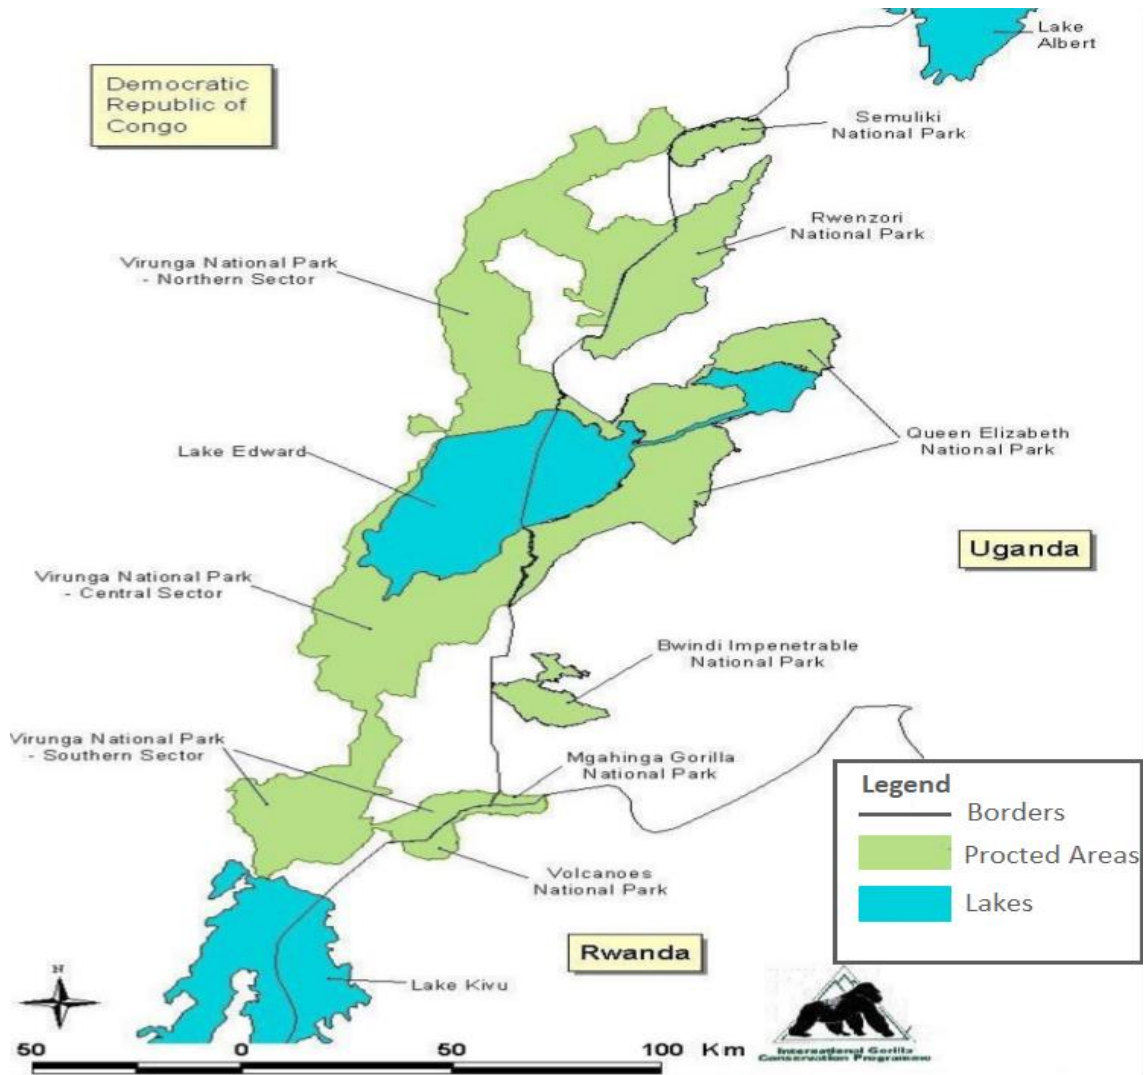 Lake
Albert
Democratic
Republic of
Congo
Semuliki
National Park
Rwenzori
National Park
Virunga National Park
- Northern Sector
Queen Elizabeth
National Park
Lake Edward
Uganda
Virunga National Park
- Central Sector
Bwindi Impenetrable
National Park
Virunga National Park
- Southern Sector
Mgahinga Gorilla
National Park
Legend
Borders
Procted Areas
Lakes
Volcanoes
National Park
Rwanda
Lake Kivu
N
50 0 50 100 Km
International Gorilla
Conservation Programme